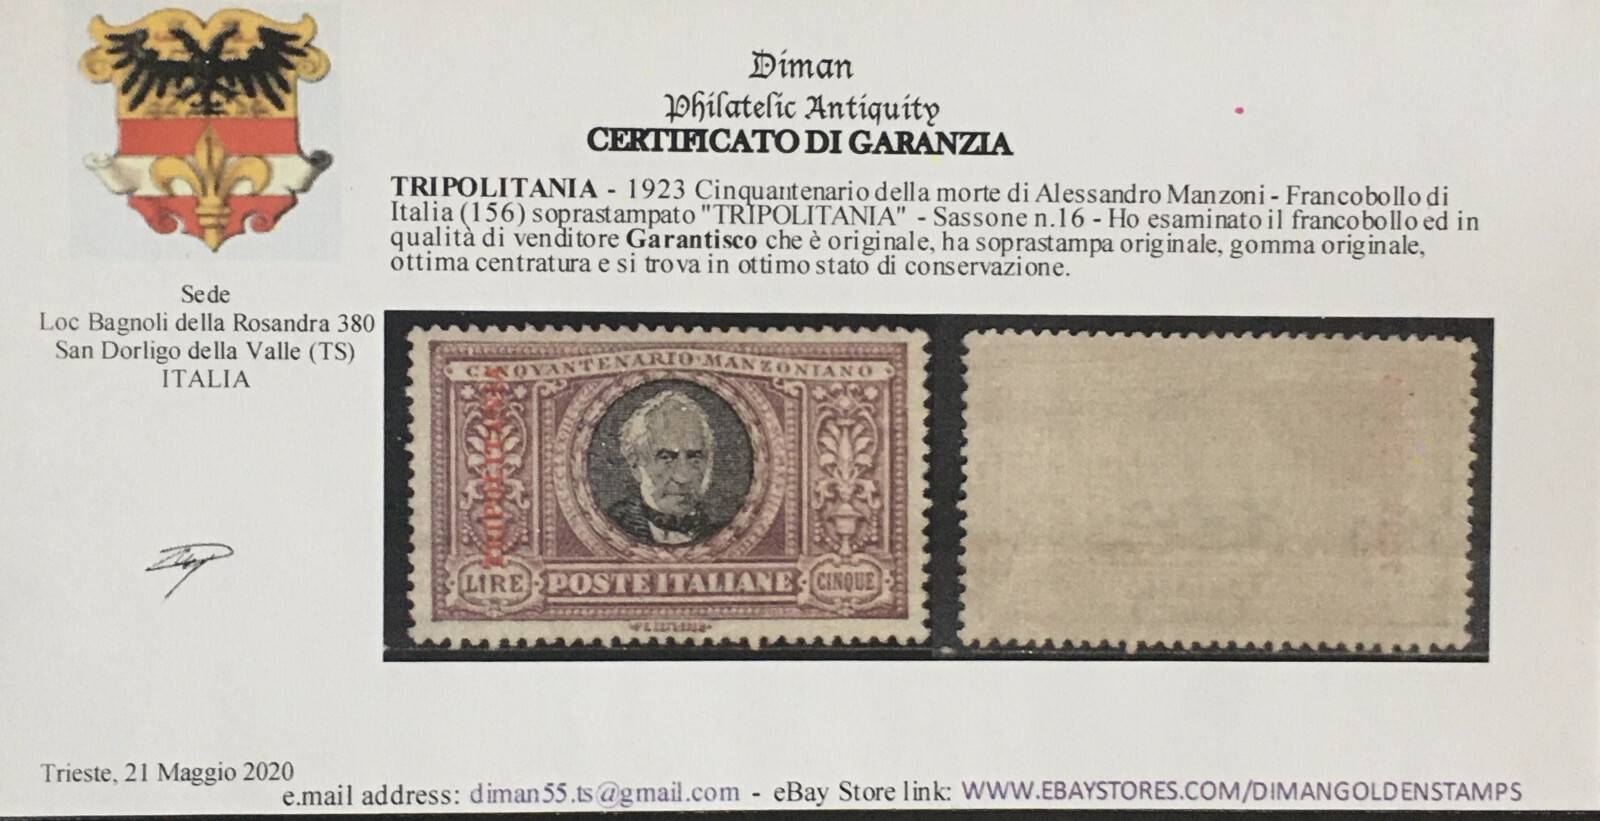 Diman
Philatelic Antiquity
CERTIFICATO DI GARANZIA
TRIPOLITANIA - 1923 Cinquantenario della morte di Alessandro Manzoni - Francobollo di
Italia (156) soprastampato "TRIPOLITANIA" - Sassone n.16 - Ho esaminato il francobollo ed in
qualità di venditore Garantisco che è originale, ha soprastampa originale, gomma originale,
ottima centratura e si trova in ottimo stato di conservazione.
Sede
Loc Bagnoli della Rosandra 380
San Dorligo della Valle (TS)
ITALIA
CINQVANTENARIO·MANZONIANO
TRIPOLITANIA
LIRE POSTE ITALIANE CINQUE
Trieste, 21 Maggio 2020
e.mail address: diman55.ts@gmail.com - eBay Store link: WWW.EBAYSTORES.COM/DIMANGOLDENSTAMPS